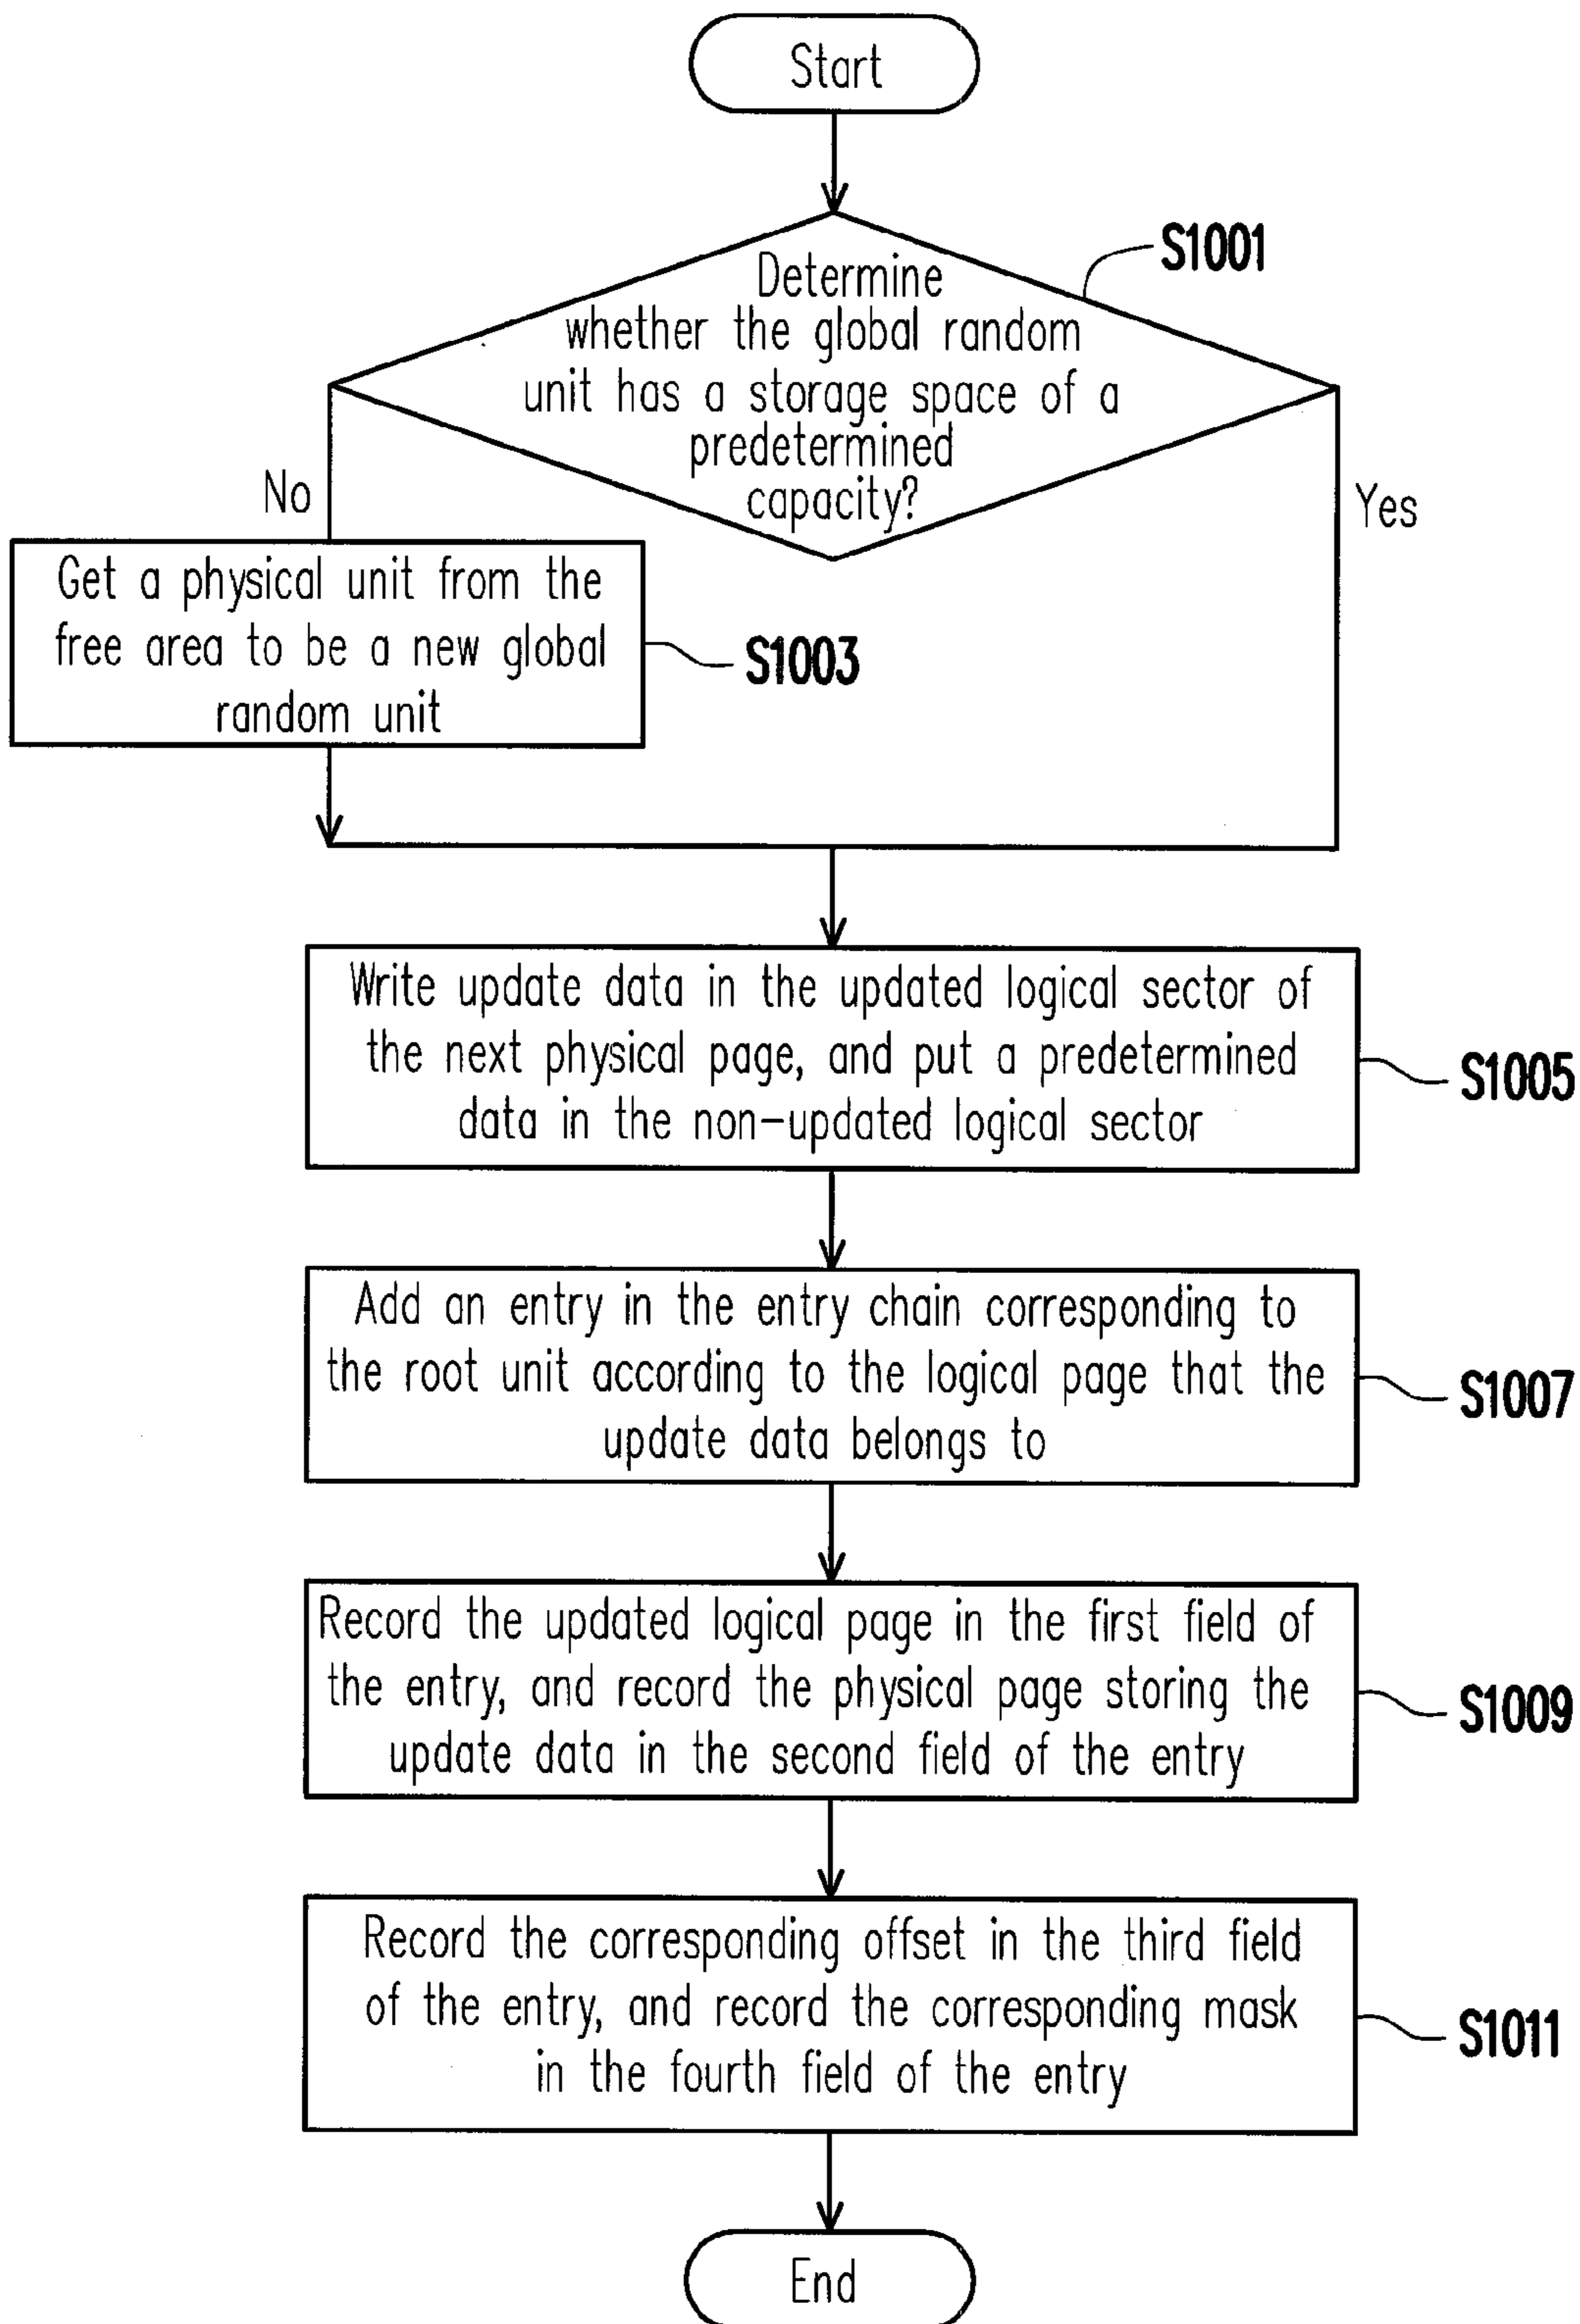 Start
S1001
Determine
whether the global random
unit has a storage space of a
predetermined
capacity?
No
Yes
Get a physical unit from the
free area to be a new global
random unit
S1003
Write update data in the updated logical sector of
the next physical page, and put a predetermined
data in the non-updated logical sector
S1005
Add an entry in the entry chain corresponding to
the root unit according to the logical page that the
update data belongs to
S1007
Record the updated logical page in the first field of
the entry, and record the physical page storing the
update data in the second field of the entry
S1009
Record the corresponding offset in the third field
of the entry, and record the corresponding mask
in the fourth field of the entry
S1011
End